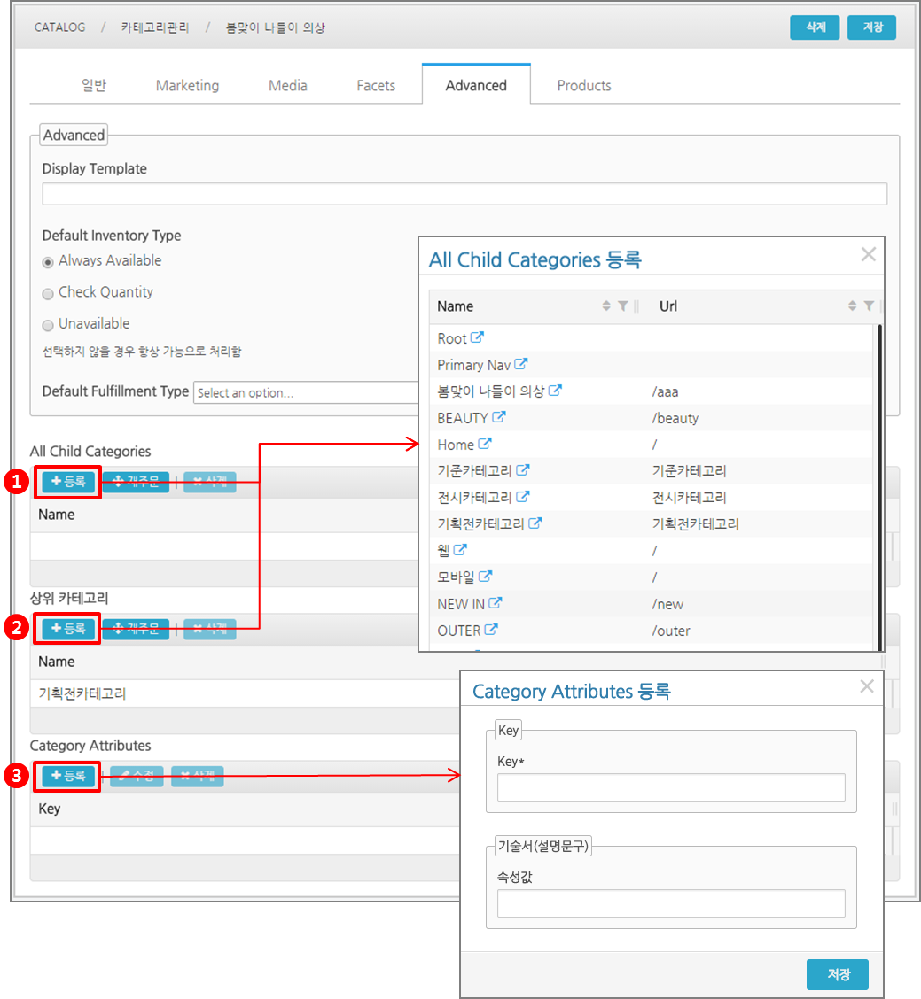 CATALOG / 카테고리관리 / 봄맞이 나들이 의상 삭제 저장
일반 Marketing Media Facets Advanced Products
Advanced
Display Template
Default Inventory Type
Always Available
Check Quantity
Unavailable
선택하지 않을 경우 항상 가능으로 처리함
Default Fulfillment Type Select an option...
All Child Categories
1 등록 재주문 | 삭제
Name
상위 카테고리
2 등록 재주문 | 삭제
Name
기획전카테고리
Category Attributes
3 등록 | 수정 삭제
Key
All Child Categories 등록
Name Url
Root
Primary Nav
봄맞이 나들이 의상 /aaa
BEAUTY /beauty
Home /
기준카테고리 기준카테고리
전시카테고리 전시카테고리
기획전카테고리 기획전카테고리
웹 /
모바일 /
NEW IN /new
OUTER /outer
Category Attributes 등록
Key
Key*
기술서(설명문구)
속성값
저장